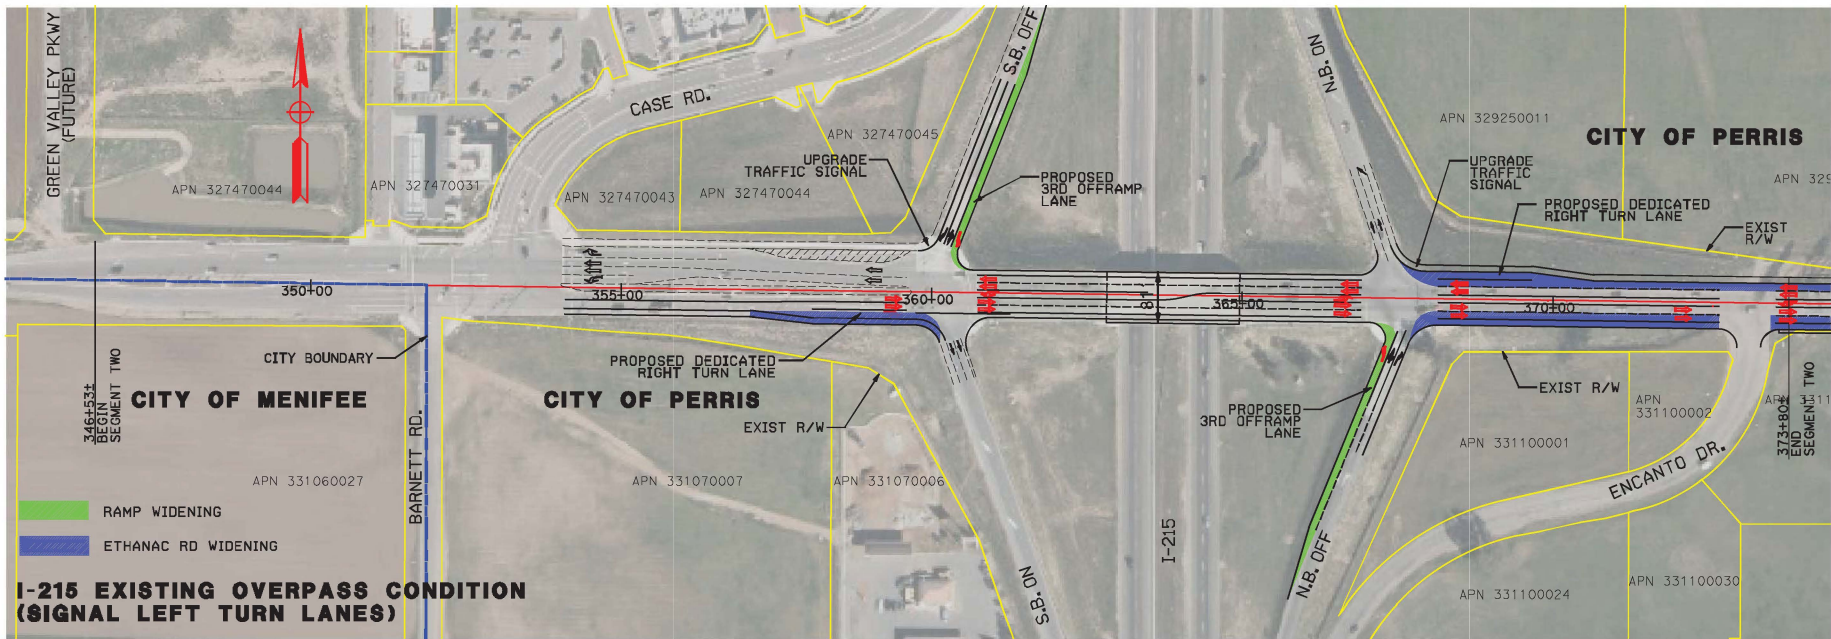 GREEN VALLEY PKWY
(FUTURE)
APN 327470044
APN 327470031
CASE RD.
APN 327470043
APN 327470044
APN 327470045
UPGRADE
TRAFFIC SIGNAL
S.B. OFF
PROPOSED
3RD OFFRAMP
LANE
N.B. ON
APN 329250011
CITY OF PERRIS
UPGRADE
TRAFFIC
SIGNAL
APN 329
PROPOSED DEDICATED
RIGHT TURN LANE
EXIST
R/W
350+00
355+00
360+00
81'
365+00
370+00
346+53±
BEGIN
SEGMENT TWO
CITY BOUNDARY
CITY OF MENIFEE
BARNETT RD.
PROPOSED DEDICATED
RIGHT TURN LANE
CITY OF PERRIS
EXIST R/W
PROPOSED
3RD OFFRAMP
LANE
EXIST R/W
APN
331100002
APN 3311
373+80±
END
SEGMENT TWO
APN 331100001
ENCANTO DR.
APN 331060027
APN 331070007
APN 331070006
I-215
N.B. OFF
S.B. ON
APN 331100024
APN 331100030
RAMP WIDENING
ETHANAC RD WIDENING
I-215 EXISTING OVERPASS CONDITION
(SIGNAL LEFT TURN LANES)